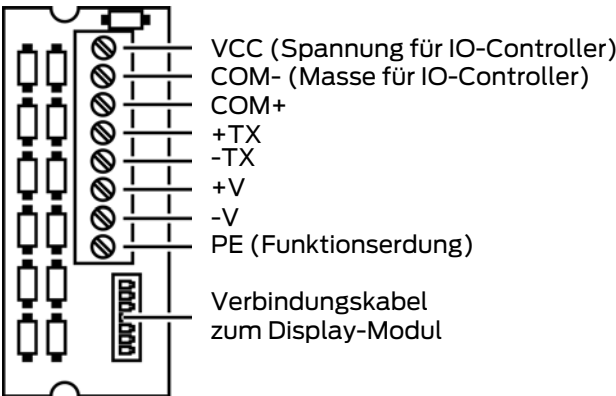 VCC (Spannung für IO-Controller)
COM- (Masse für IO-Controller)
COM+
+TX
-TX
+V
-V
PE (Funktionserdung)
Verbindungskabel
zum Display-Modul